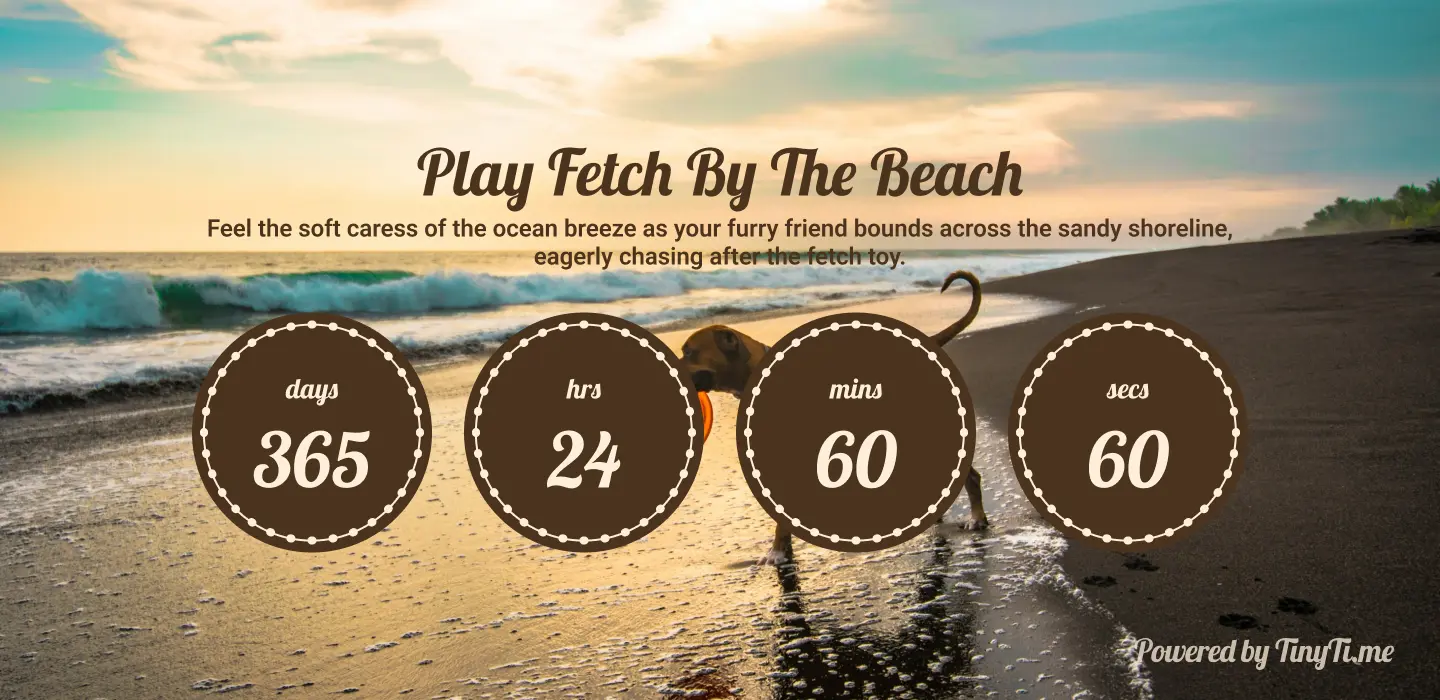 Play Fetch By The Beach
Feel the soft caress of the ocean breeze as your furry friend bounds across the sandy shoreline,
eagerly chasing after the fetch toy.
days hrs mins secs
365 24 60 60
Powered by TinyTi.me